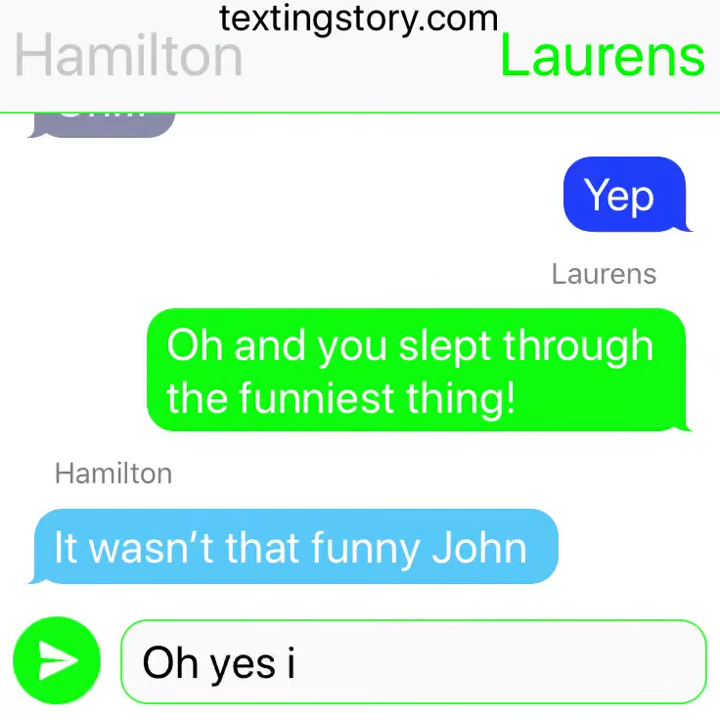 textingstory.com
Hamilton
Laurens
Yep
Laurens
Oh and you slept through
the funniest thing!
Hamilton
It wasn't that funny John
Oh yes i